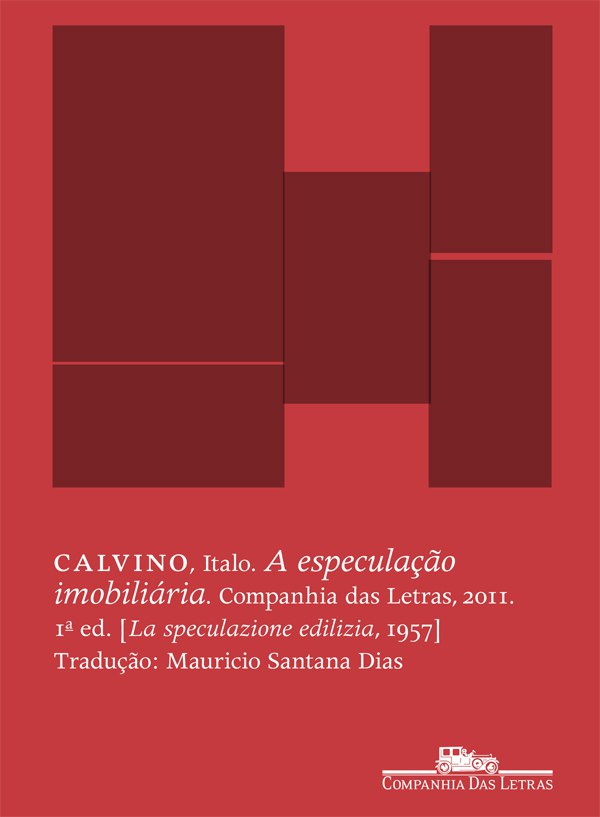 CALVINO, Italo. A especulação
imobiliária. Companhia das Letras, 2011.
1ª ed. [La speculazione edilizia, 1957]
Tradução: Mauricio Santana Dias
COMPANHIA DAS LETRAS